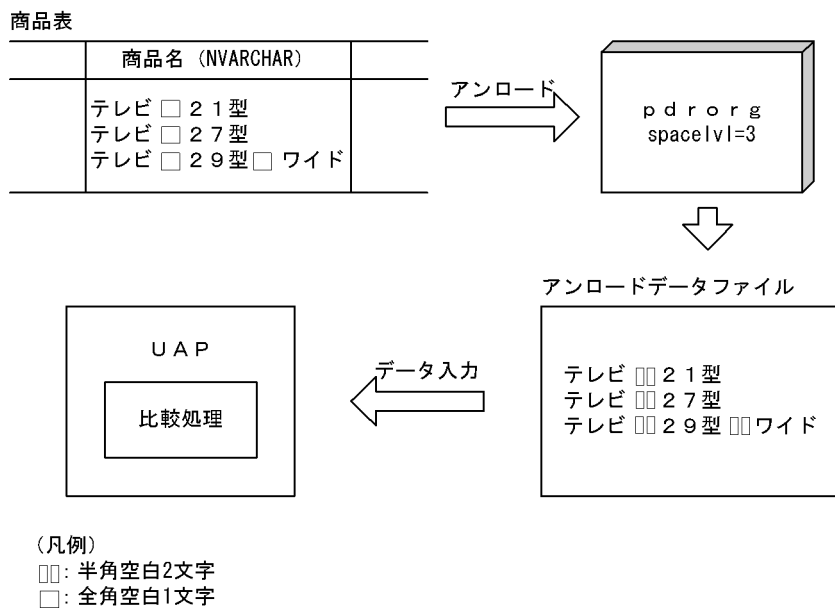 商品表
商品名（NVARCHAR）
テレビ□２１型
テレビ□２７型
テレビ□２９型□ワイド
アンロード
ｐｄｒｏｒｇ
spacelvl=3
アンロードデータファイル
テレビ▯▯２１型
テレビ▯▯２７型
テレビ▯▯２９型▯▯ワイド
データ入力
ＵＡＰ
比較処理
（凡例）
▯▯：半角空白2文字
□：全角空白1文字